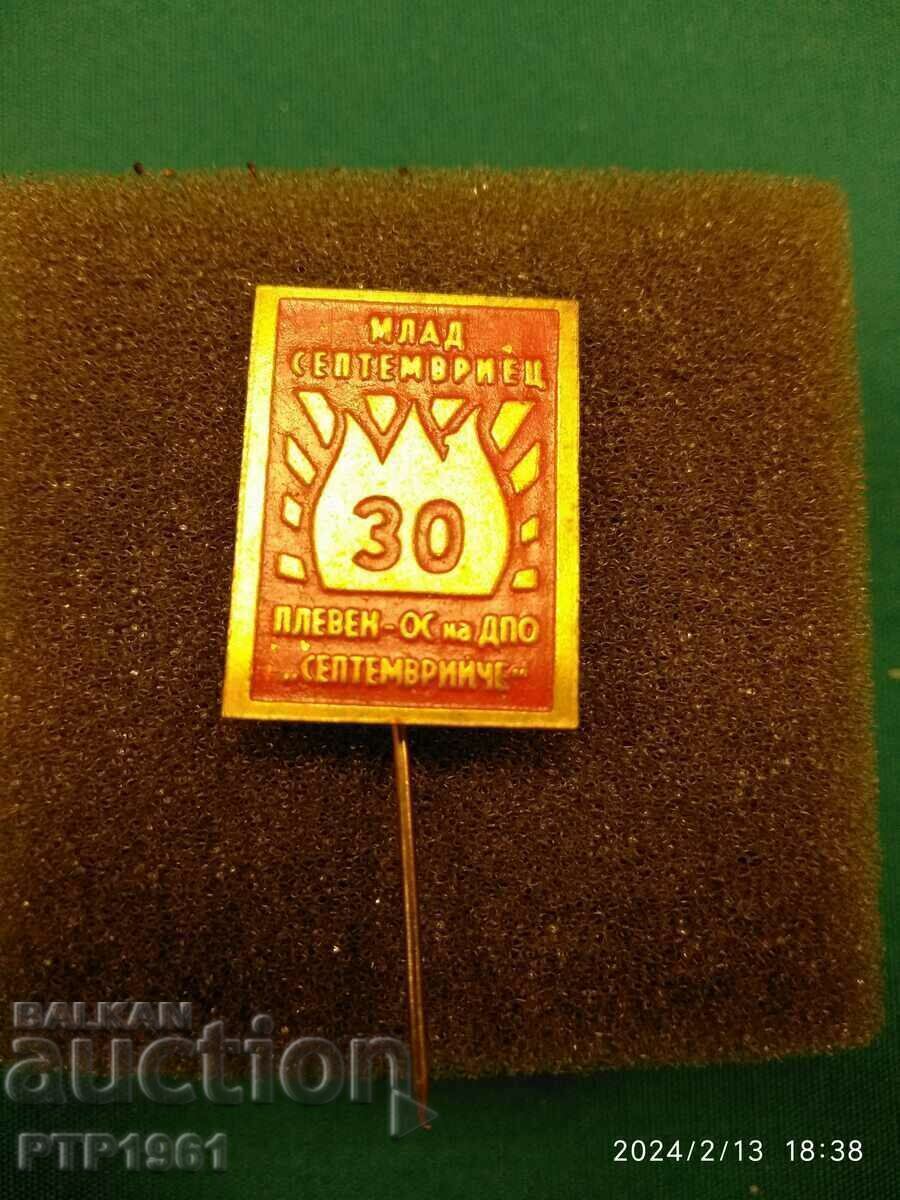 МЛАД
СЕПТЕМВРИЕЦ
30
ПЛЕВЕН - ОС на ДПО
„СЕПТЕМВРИЙЧЕ"
BALKAN
auction
PTP1961
2024/2/13 18:38